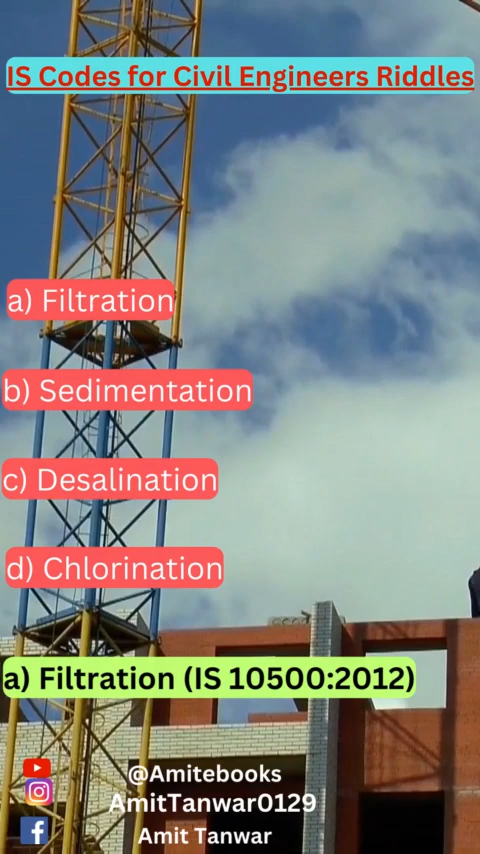 IS Codes for Civil Engineers Riddles
a) Filtration
b) Sedimentation
c) Desalination
d) Chlorination
a) Filtration (IS 10500:2012)
@Amitebooks
AmitTanwar0129
Amit Tanwar